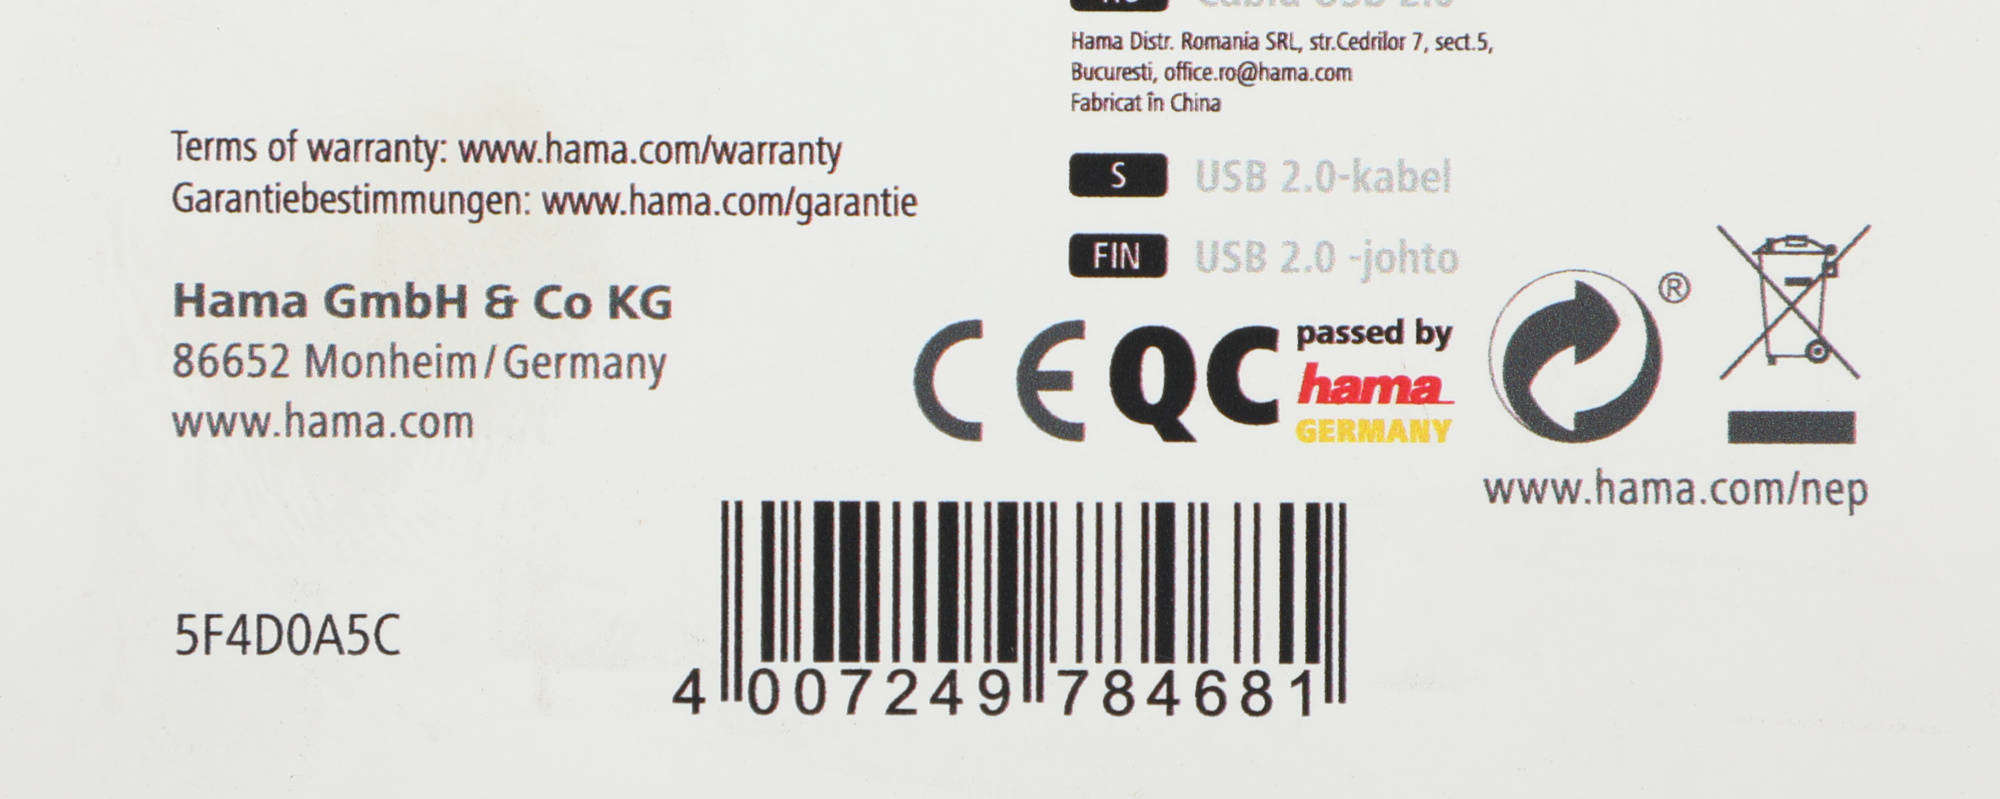 Terms of warranty: www.hama.com/warranty
Garantiebestimmungen: www.hama.com/garantie
Hama GmbH & Co KG
86652 Monheim/Germany
www.hama.com
5F4D0A5C
Hama Distr. Romania SRL, str.Cedrilor 7, sect.5,
Bucuresti, office.ro@hama.com
Fabricat în China
S USB 2.0-kabel
FIN USB 2.0 -johto
CE QC passed by
hama
GERMANY
®
www.hama.com/nep
4 007249 784681